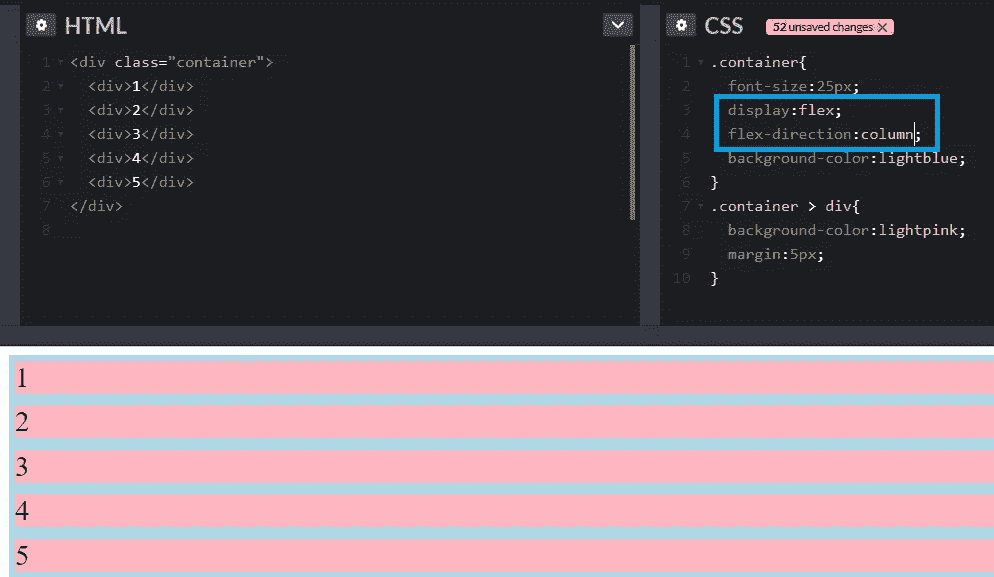 HTML
1 <div class="container">
2 <div>1</div>
3 <div>2</div>
4 <div>3</div>
5 <div>4</div>
6 <div>5</div>
7 </div>
8
CSS 52 unsaved changes X
1 .container{
2 font-size:25px;
3 display:flex;
4 flex-direction:column;
5 background-color:lightblue;
6 }
7 .container > div{
8 background-color:lightpink;
9 margin:5px;
10 }
1
2
3
4
5